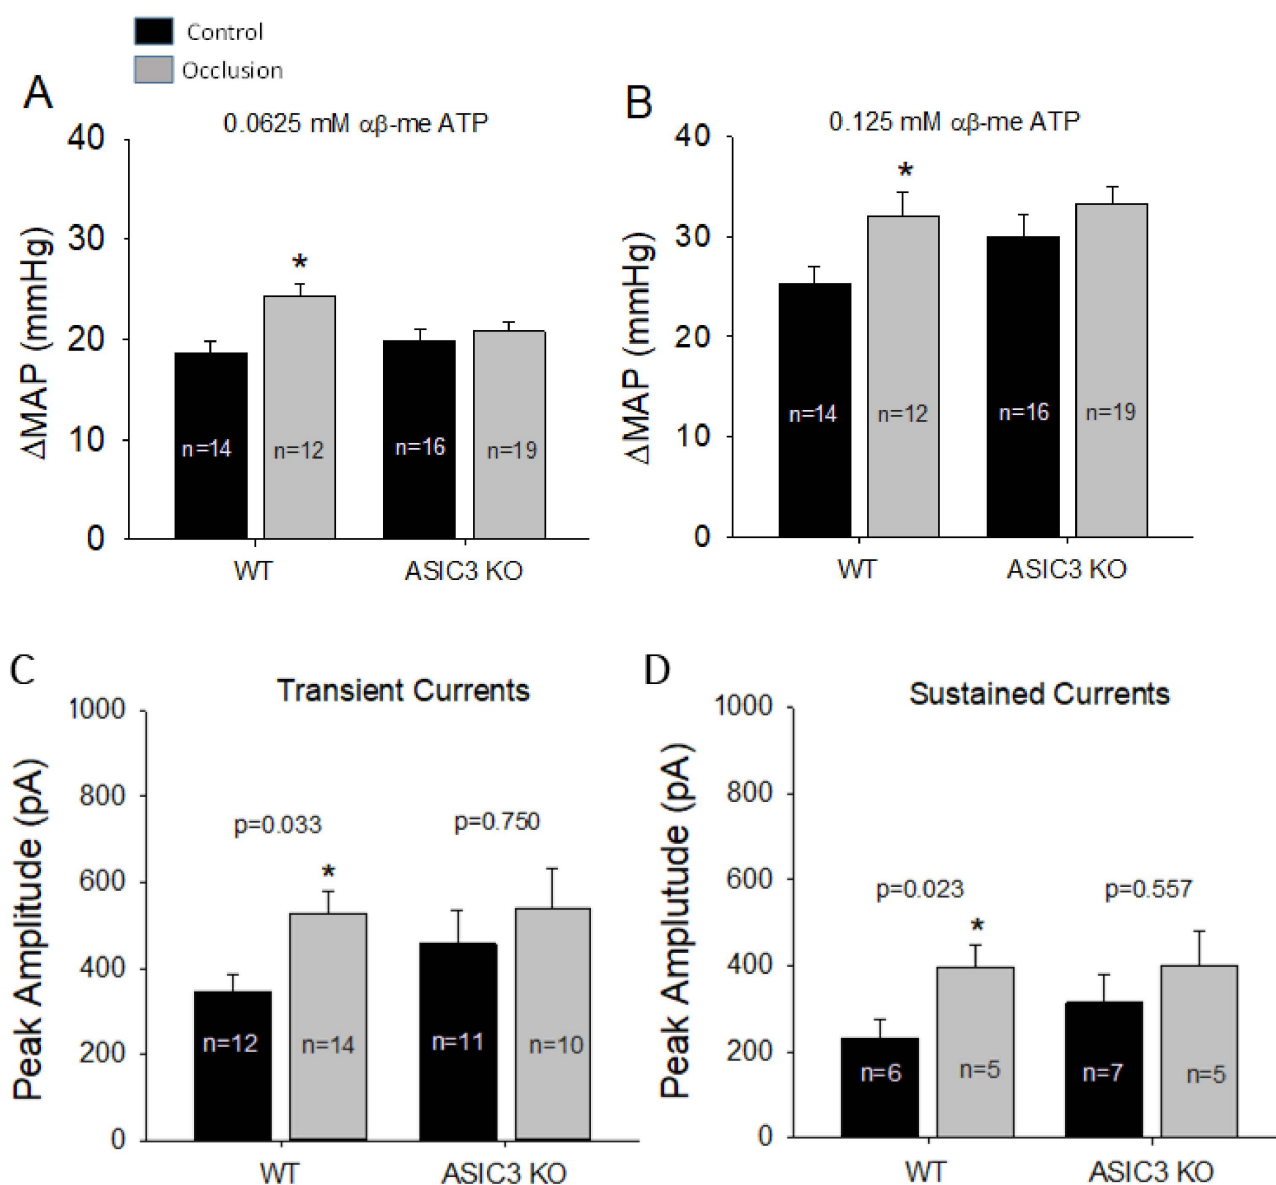 Control
Occlusion
A
0.0625 mM αβ-me ATP
40
30
20
10
0
ΔMAP (mmHg)
*
n=14
n=12
n=16
n=19
WT
ASIC3 KO
B
0.125 mM αβ-me ATP
40
30
20
10
0
ΔMAP (mmHg)
*
n=14
n=12
n=16
n=19
WT
ASIC3 KO
C
Transient Currents
1000
800
600
400
200
0
Peak Amplitude (pA)
p=0.033
p=0.750
*
n=12
n=14
n=11
n=10
WT
ASIC3 KO
D
Sustained Currents
1000
800
600
400
200
0
Peak Amplutude (pA)
p=0.023
p=0.557
*
n=6
n=5
n=7
n=5
WT
ASIC3 KO